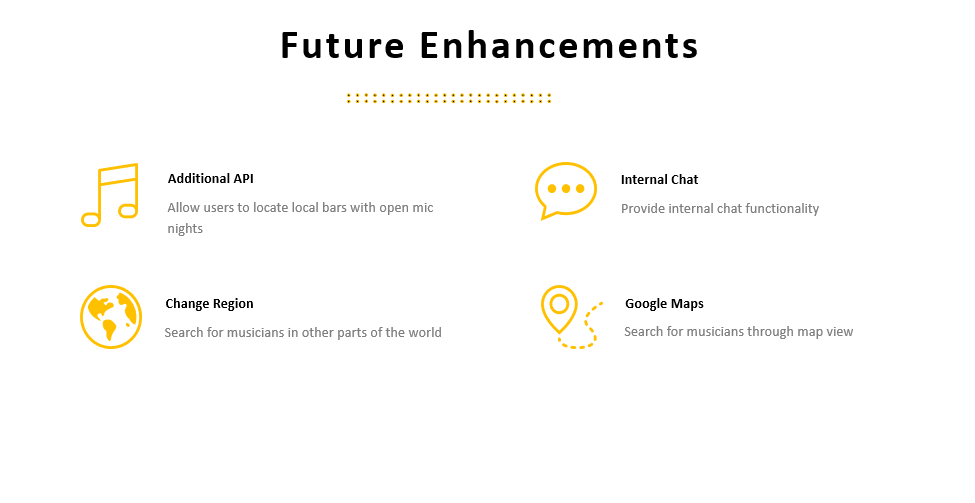 Future Enhancements
Additional API
Allow users to locate local bars with open mic
nights
Internal Chat
Provide internal chat functionality
Change Region
Search for musicians in other parts of the world
Google Maps
Search for musicians through map view